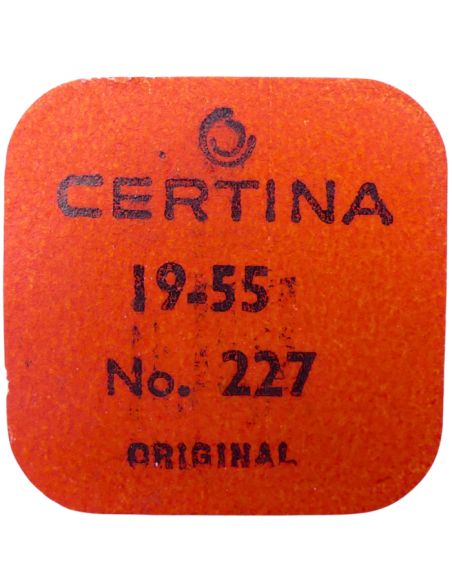 CERTINA
19-55
No. 227
ORIGINAL